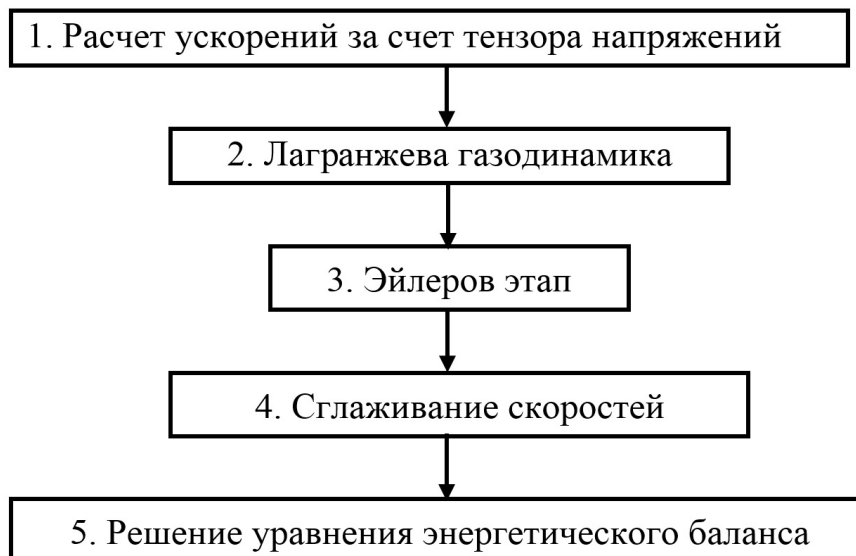 1. Расчет ускорений за счет тензора напряжений
2. Лагранжева газодинамика
3. Эйлеров этап
4. Сглаживание скоростей
5. Решение уравнения энергетического баланса